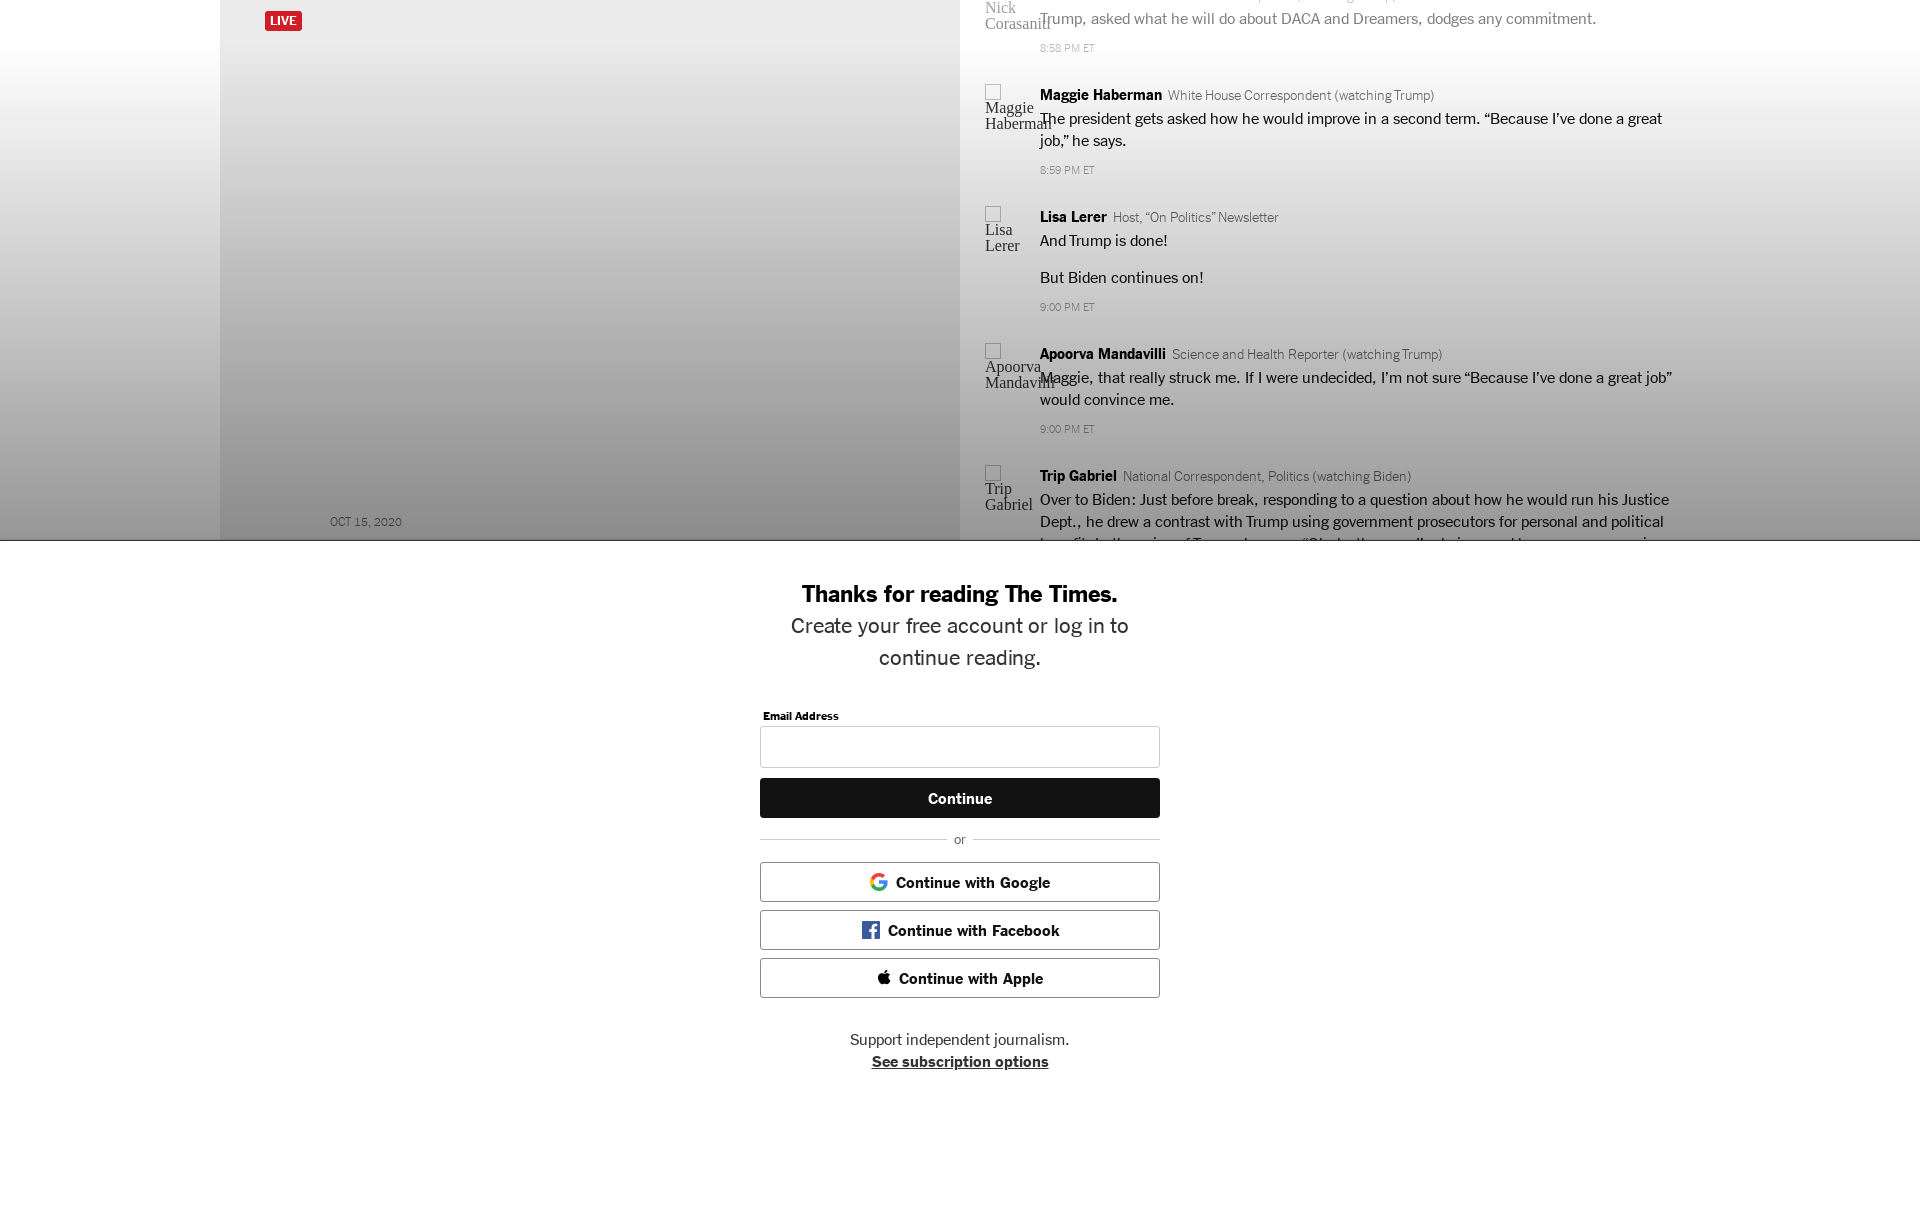 LIVE
Nick
Corasaniti
Trump, asked what he will do about DACA and Dreamers, dodges any commitment.
8:58 PM ET
Maggie Haberman White House Correspondent (watching Trump)
Maggie
Haberman
The president gets asked how he would improve in a second term. “Because I’ve done a great
job,” he says.
8:59 PM ET
Lisa Lerer Host, “On Politics” Newsletter
Lisa
Lerer
And Trump is done!
But Biden continues on!
9:00 PM ET
Apoorva Mandavilli Science and Health Reporter (watching Trump)
Apoorva
Mandavilli
Maggie, that really struck me. If I were undecided, I’m not sure “Because I’ve done a great job”
would convince me.
9:00 PM ET
Trip Gabriel National Correspondent, Politics (watching Biden)
Trip
Gabriel
Over to Biden: Just before break, responding to a question about how he would run his Justice
Dept., he drew a contrast with Trump using government prosecutors for personal and political
OCT 15, 2020
Thanks for reading The Times.
Create your free account or log in to
continue reading.
Email Address
Continue
or
Continue with Google
Continue with Facebook
Continue with Apple
Support independent journalism.
See subscription options